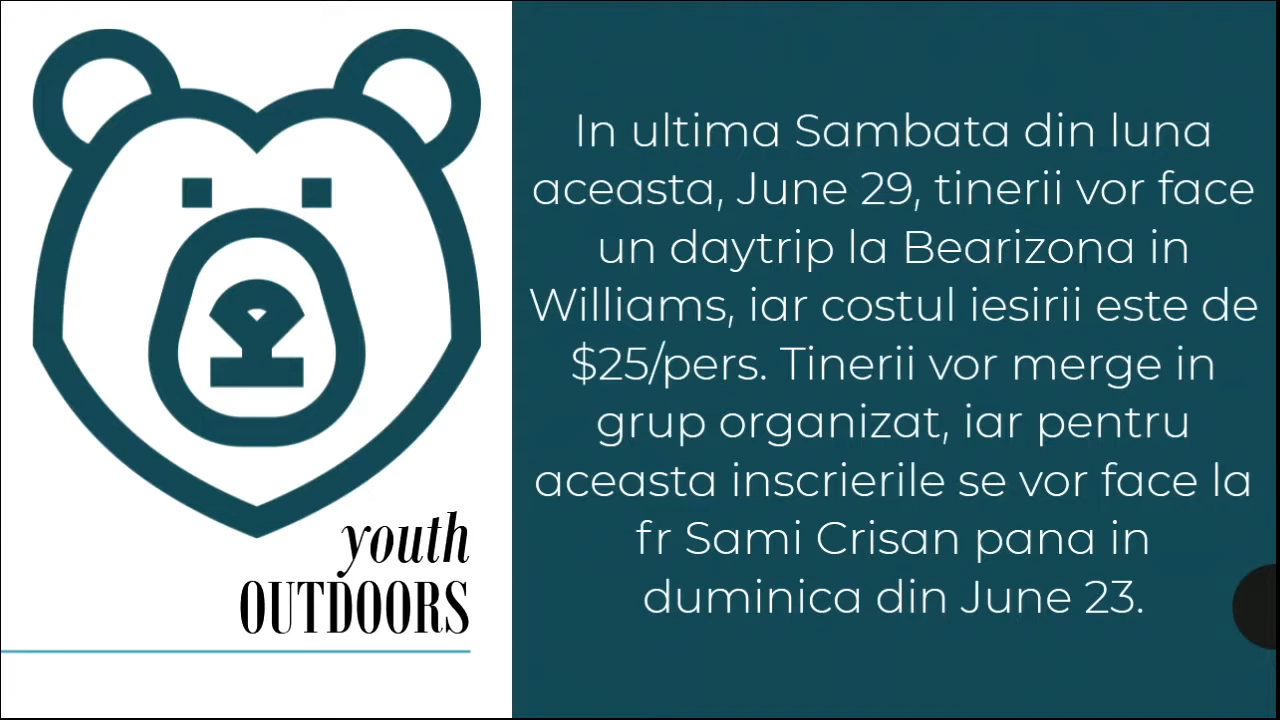 youth
OUTDOORS
In ultima Sambata din luna
aceasta, June 29, tinerii vor face
un daytrip la Bearizona in
Williams, iar costul iesirii este de
$25/pers. Tinerii vor merge in
grup organizat, iar pentru
aceasta inscrierile se vor face la
fr Sami Crisan pana in
duminica din June 23.